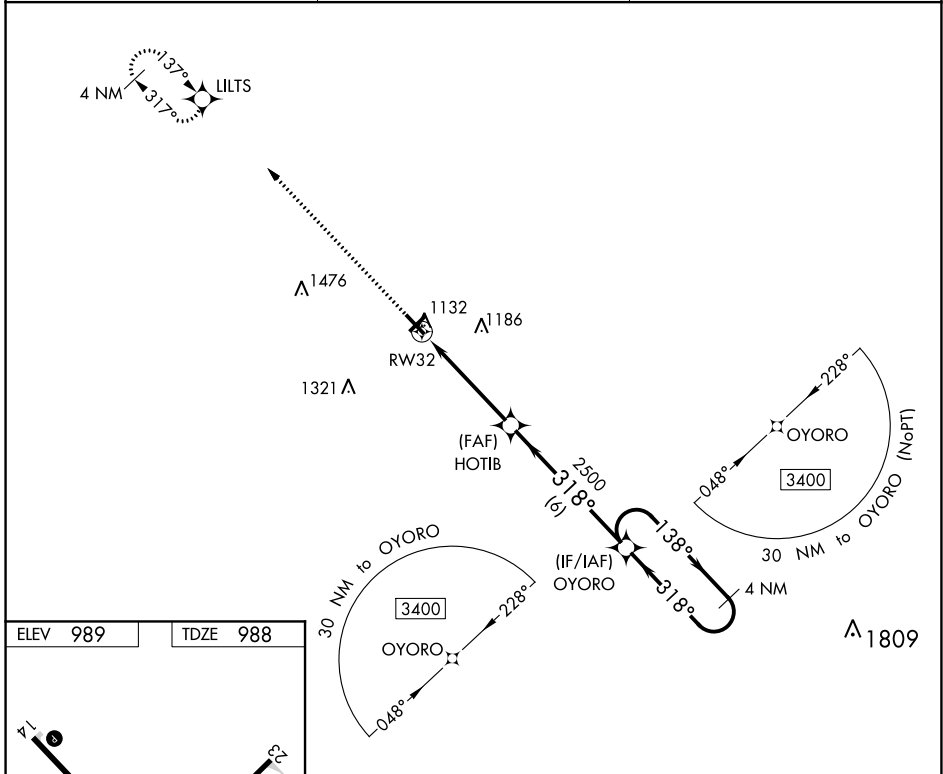 137°
LILTS
4 NM
317°
1476
1132
1186
RW32
1321
228°
(FAF)
HOTIB
OYORO
2500
318°
(6)
048°
3400
30 NM to OYORO (NoPT)
138°
(IF/IAF)
OYORO
4 NM
318°
30 NM to OYORO
3400
228°
OYORO
048°
1809
ELEV 989
TDZE 988
14
P
23